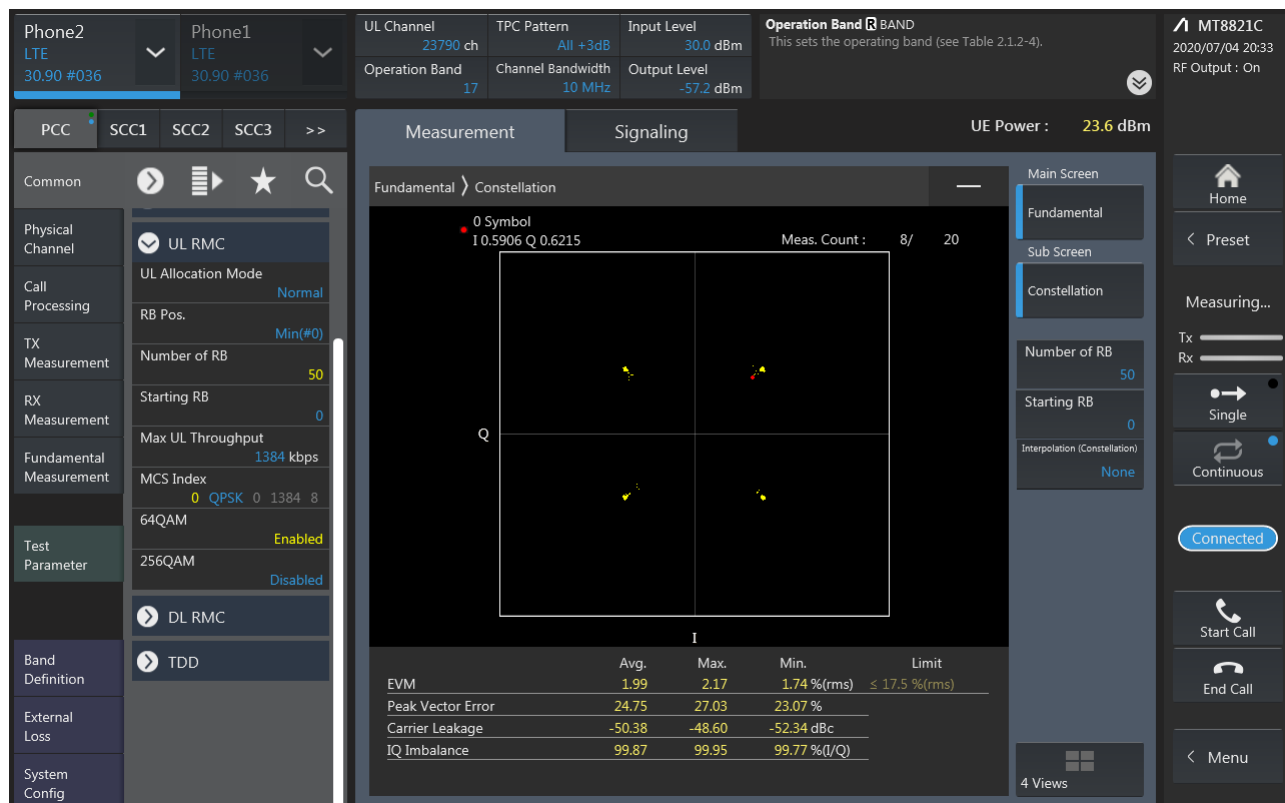 Phone2
LTE
30.90 #036
Phone1
LTE
30.90 #036
UL Channel
23790 ch
TPC Pattern
All +3dB
Input Level
30.0 dBm
Operation Band
17
Channel Bandwidth
10 MHz
Output Level
-57.2 dBm
Operation Band R BAND
This sets the operating band (see Table 2.1.2-4).
MT8821C
2020/07/04 20:33
RF Output : On
PCC
SCC1
SCC2
SCC3
>>
Measurement
Signaling
UE Power : 23.6 dBm
Common
Physical
Channel
Call
Processing
TX
Measurement
RX
Measurement
Fundamental
Measurement
Test
Parameter
Band
Definition
External
Loss
System
Config
UL RMC
UL Allocation Mode
Normal
RB Pos.
Min(#0)
Number of RB
50
Starting RB
0
Max UL Throughput
1384 kbps
MCS Index
0 QPSK 0 1384 8
64QAM
Enabled
256QAM
Disabled
DL RMC
TDD
Fundamental 〉Constellation
0 Symbol
I 0.5906 Q 0.6215
Meas. Count : 8/ 20
Q
I
Avg. Max. Min. Limit
EVM 1.99 2.17 1.74 %(rms) ≤ 17.5 %(rms)
Peak Vector Error 24.75 27.03 23.07 %
Carrier Leakage -50.38 -48.60 -52.34 dBc
IQ Imbalance 99.87 99.95 99.77 %(I/Q)
Main Screen
Fundamental
Sub Screen
Constellation
Number of RB
50
Starting RB
0
Interpolation (Constellation)
None
4 Views
Home
< Preset
Measuring...
Tx
Rx
Single
Continuous
Connected
Start Call
End Call
< Menu